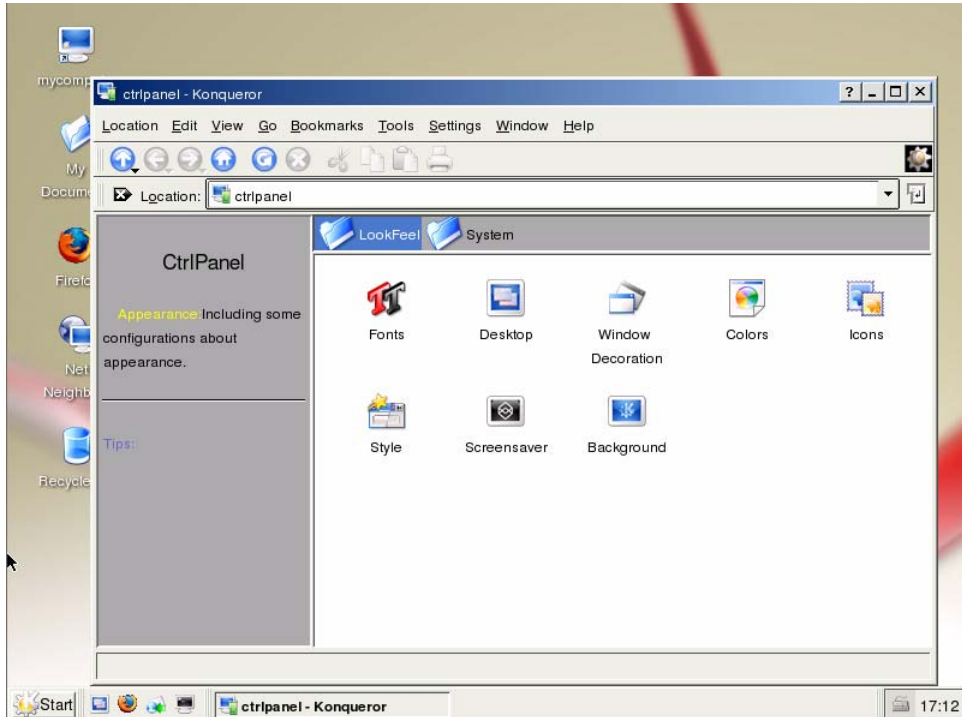 ctrlpanel - Konqueror
Location Edit View Go Bookmarks Tools Settings Window Help
Location: ctrlpanel
My
Firefo
Net
Neighb
Recycle
CtrlPanel
Appearance:Including some
configurations about
appearance.
Tips:
LookFeel System
Fonts Desktop Window Colors Icons
Decoration
Style Screensaver Background
Start ctrlpanel - Konqueror 17:12